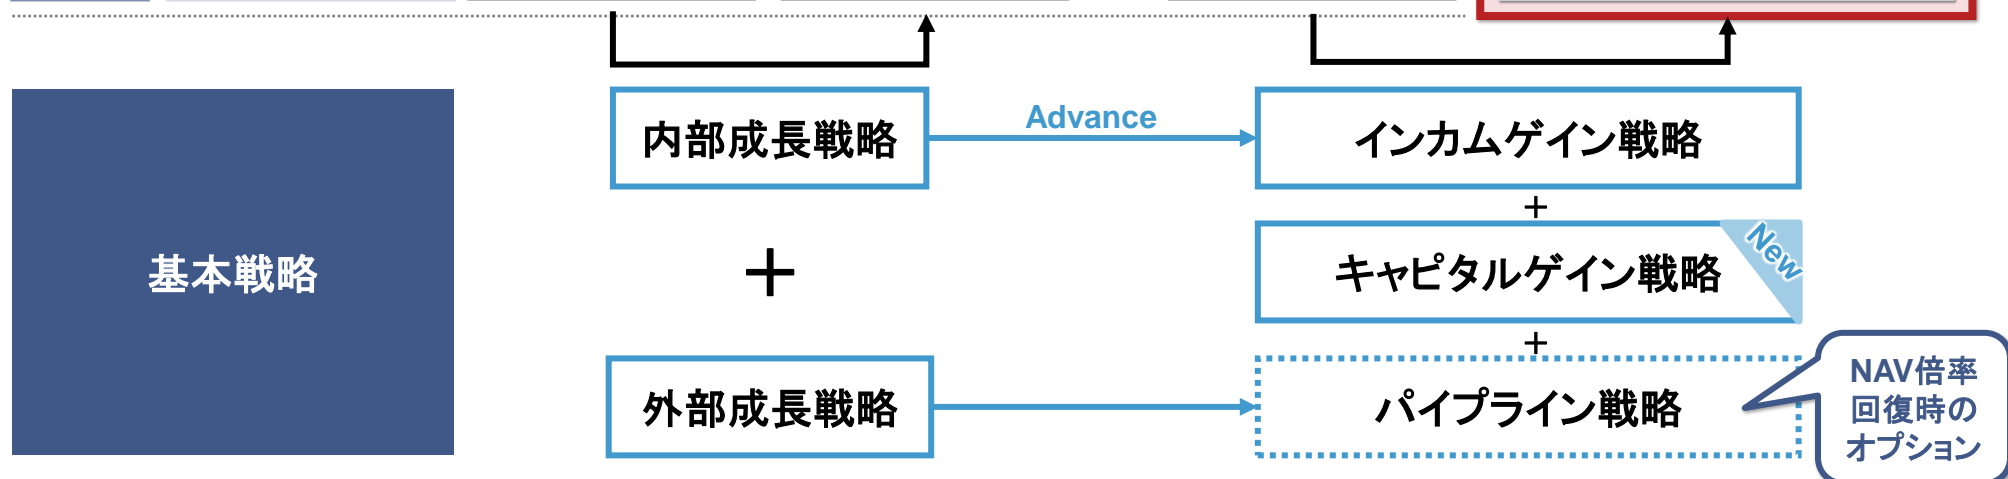 基本戦略
内部成長戦略
Advance
インカムゲイン戦略
+
+
キャピタルゲイン戦略
New
+
外部成長戦略
パイプライン戦略
NAV倍率
回復時の
オプション